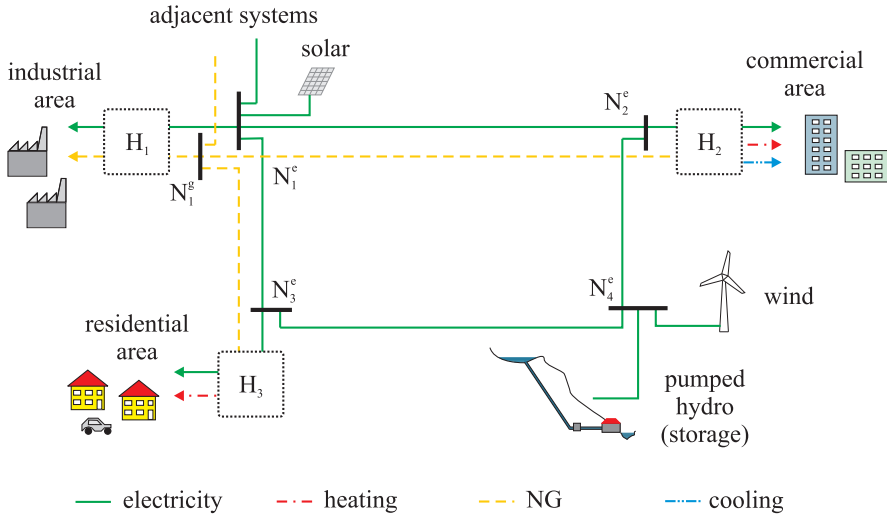 adjacent systems
solar
industrial
area
commercial
area
N₂ᵉ
H₁
H₂
N₁ᵍ
N₁ᵉ
N₃ᵉ
N₄ᵉ
wind
residential
area
H₃
pumped
hydro
(storage)
electricity
heating
NG
cooling